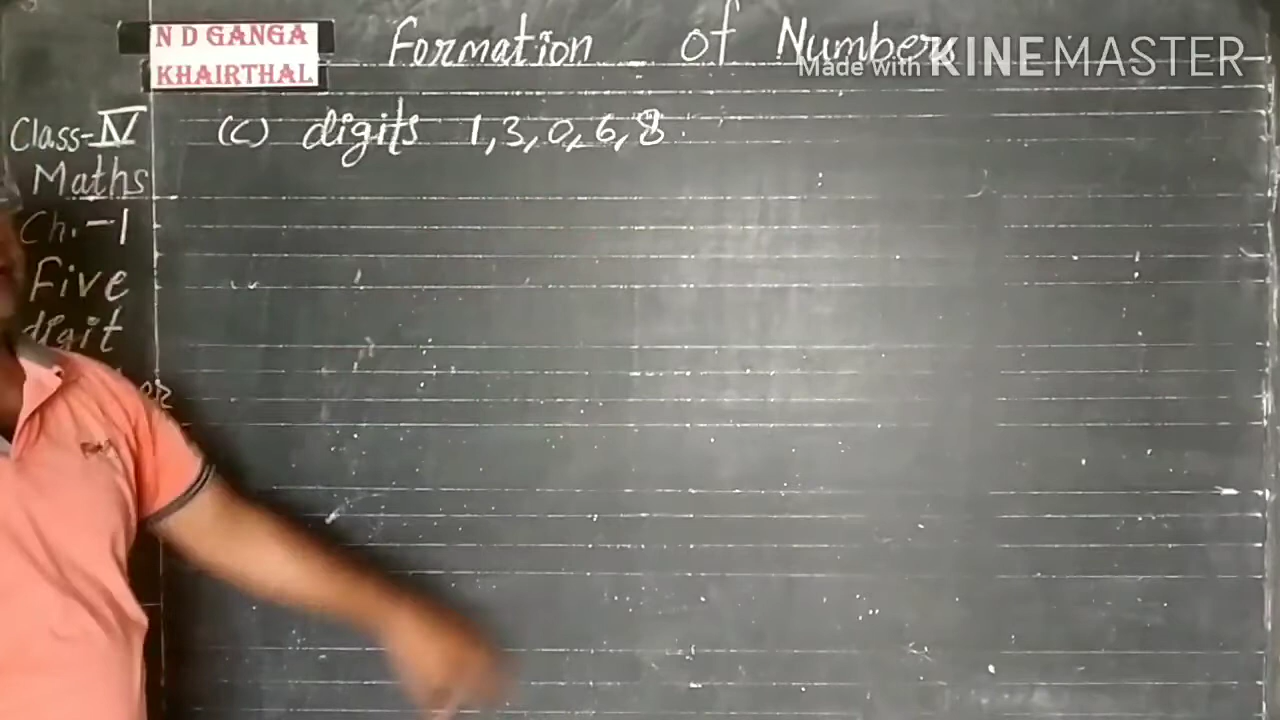 N D GANGA
KHAIRTHAL
Formation of Numbers
Made with KINEMASTER
Class-IV
Maths
Ch.-1
Five
digit
(C) digits 1,3,0,6,8